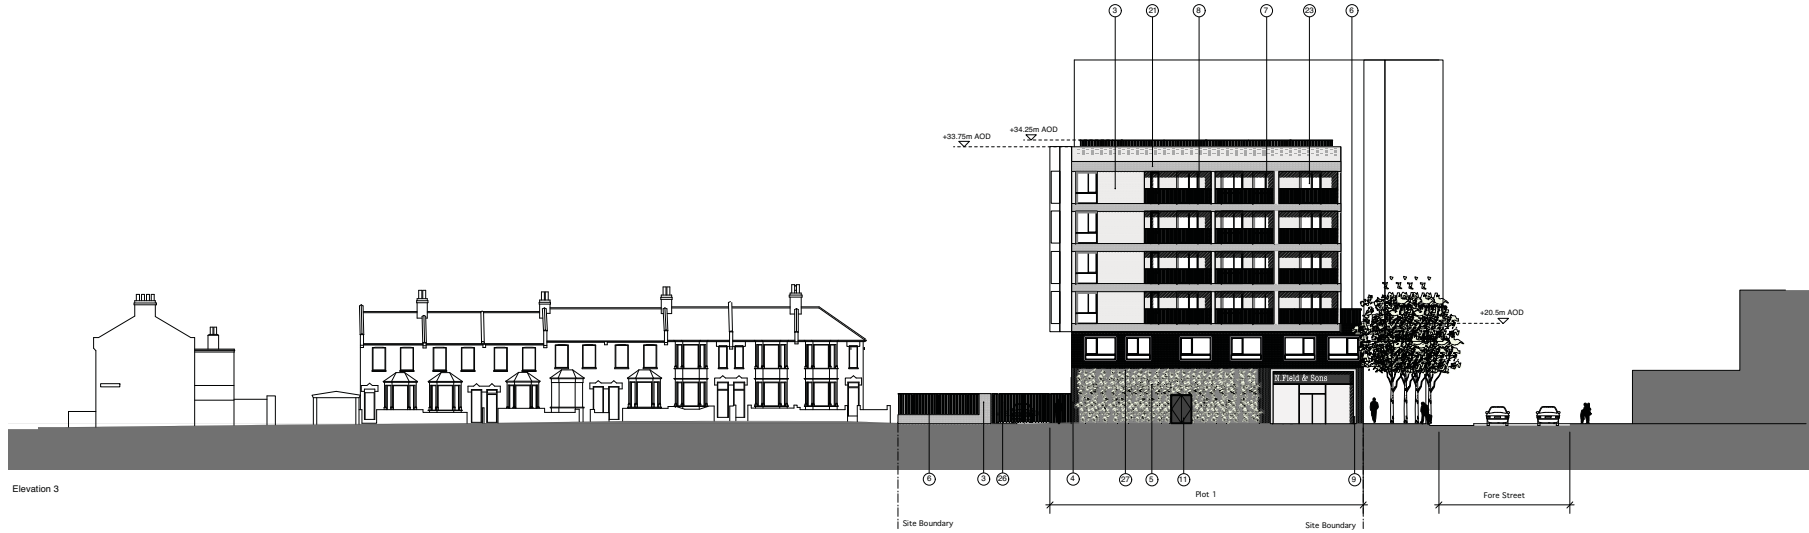 3 21 8 7 23 6
+33.75m AOD
+34.25m AOD
+20.5m AOD
N.Field & Sons
6 3 26 4 27 5 11 9
Elevation 3
Plot 1
Fore Street
Site Boundary
Site Boundary